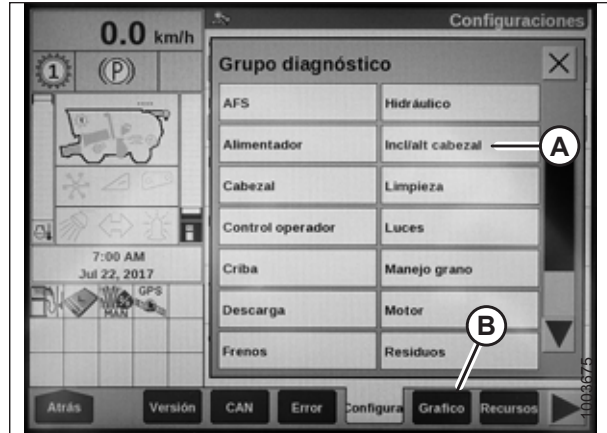 Configuraciones
0.0 km/h
1 (P)
Grupo diagnóstico
AFS
Hidráulico
Alimentador
Incl/alt cabezal
A
Cabezal
Limpieza
Control operador
Luces
7:00 AM
Jul 22, 2017
Criba
Manejo grano
GPS
MAN
Descarga
Motor
B
Frenos
Residuos
Atrás
Versión
CAN
Error
Configura
Grafico
Recursos
1003675